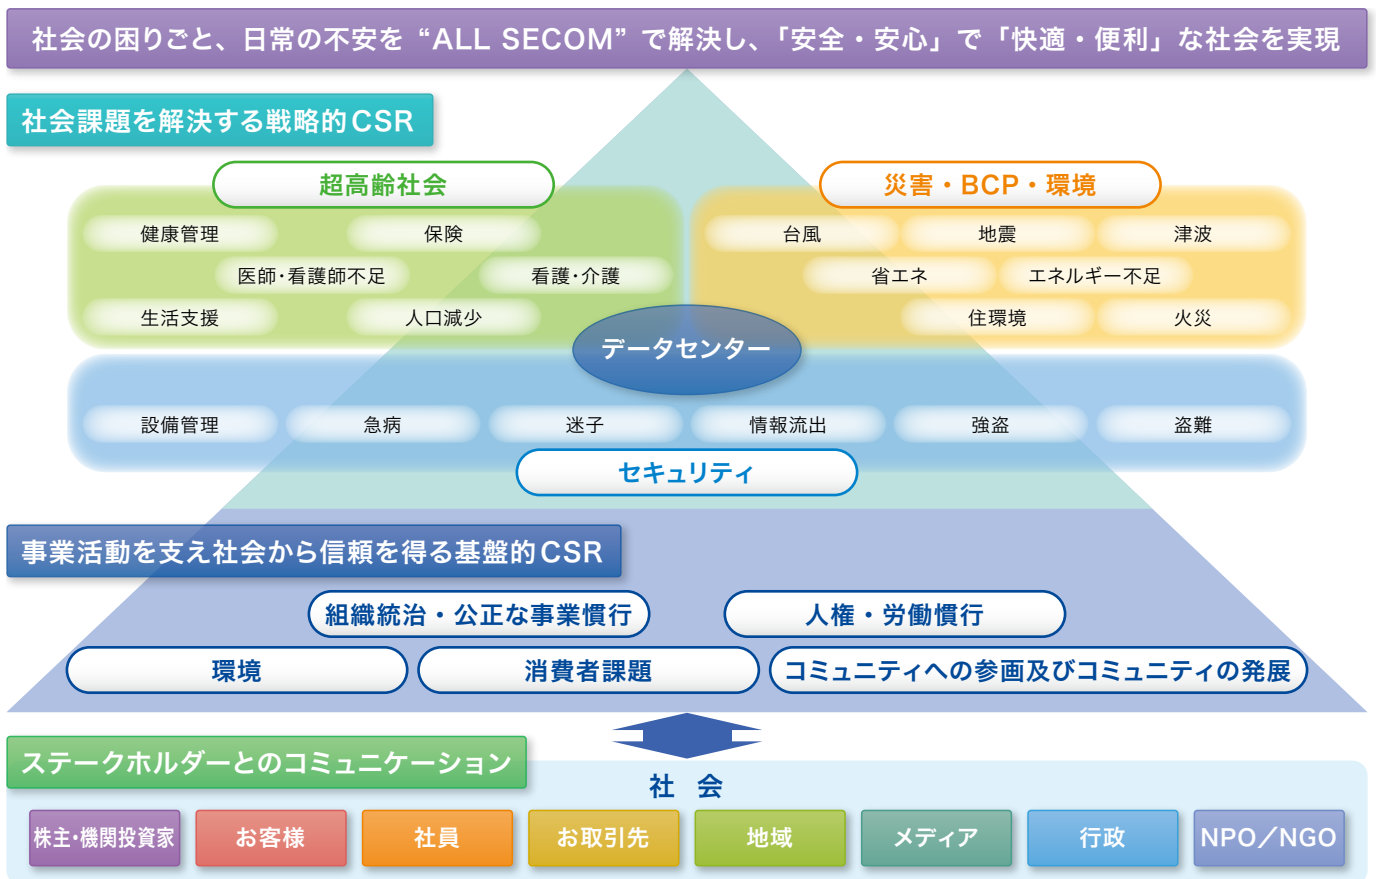 社会の困りごと、日常の不安を“ALL SECOM”で解決し、「安全・安心」で「快適・便利」な社会を実現
社会課題を解決する戦略的CSR
超高齢社会
災害・BCP・環境
健康管理
保険
台風
地震
津波
医師・看護師不足
看護・介護
省エネ
エネルギー不足
生活支援
人口減少
住環境
火災
データセンター
設備管理
急病
迷子
情報流出
強盗
盗難
セキュリティ
事業活動を支え社会から信頼を得る基盤的CSR
組織統治・公正な事業慣行
人権・労働慣行
環境
消費者課題
コミュニティへの参画及びコミュニティの発展
ステークホルダーとのコミュニケーション
社 会
株主・機関投資家
お客様
社員
お取引先
地域
メディア
行政
NPO／NGO